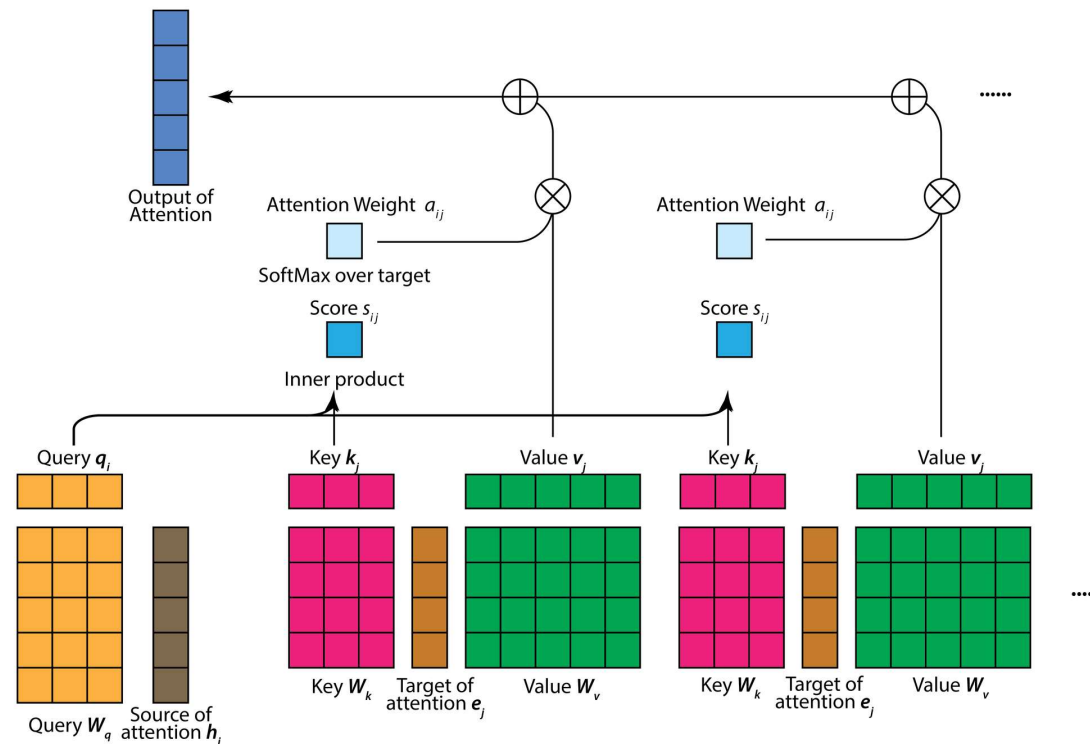 ......
Output of
Attention
Attention Weight a_ij
Attention Weight a_ij
SoftMax over target
Score s_ij
Score s_ij
Inner product
Query q_i
Key k_j
Value v_j
Key k_j
Value v_j
....
Key W_k
Target of
attention e_j
Value W_v
Key W_k
Target of
attention e_j
Value W_v
Query W_q
Source of
attention h_i